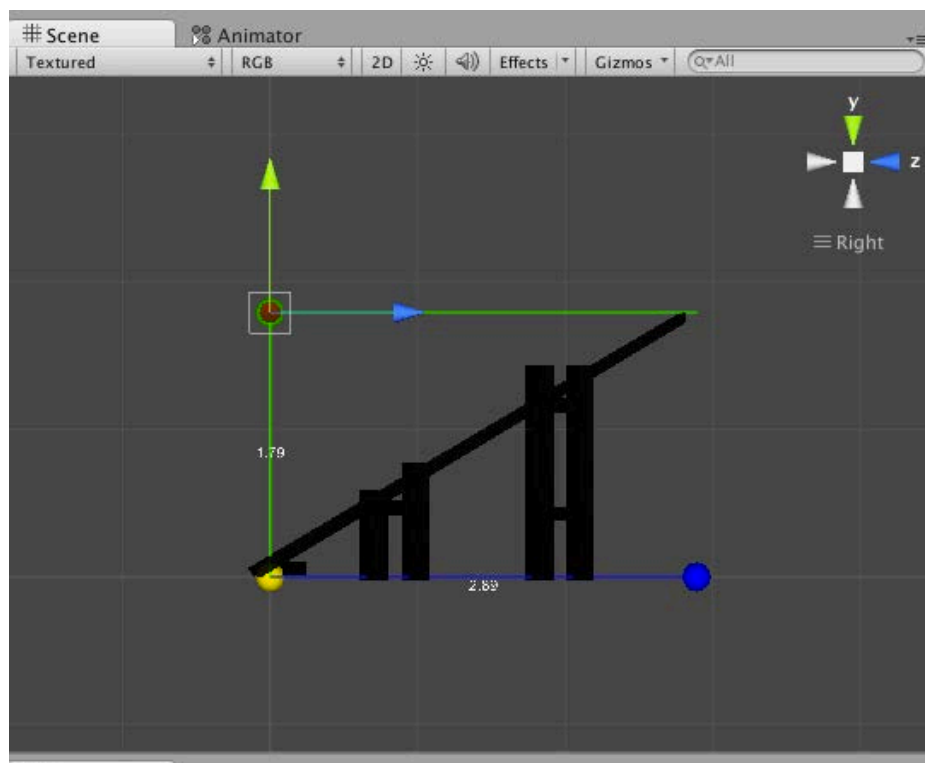 Scene Animator
Textured RGB 2D Effects Gizmos All
y
z
Right
1.79
2.89